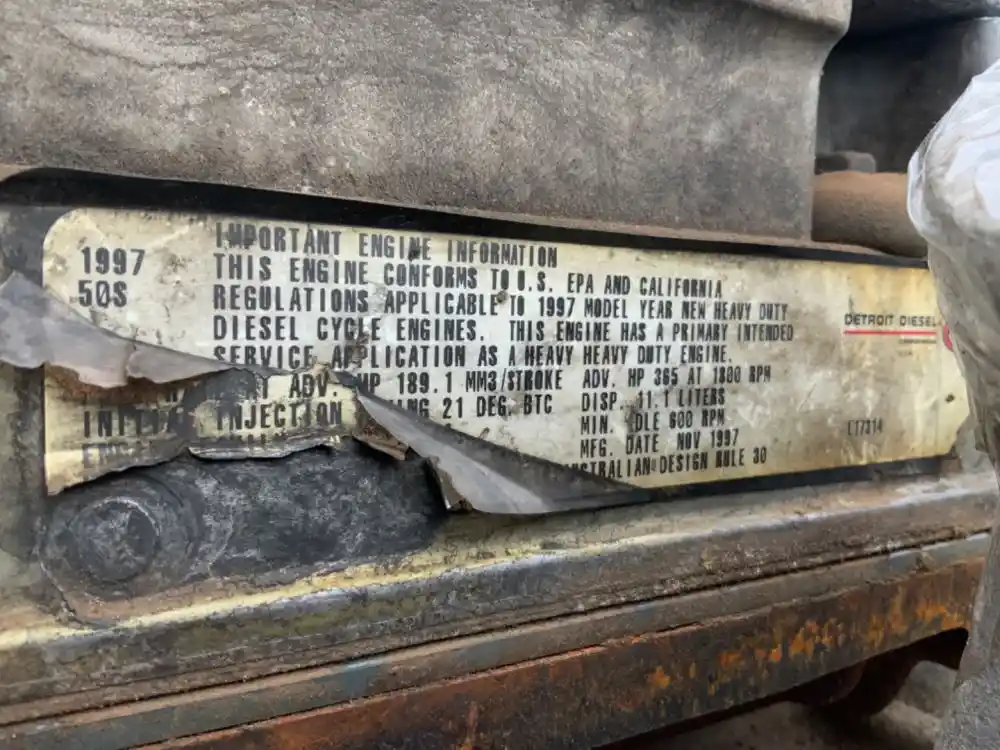 1997
50S
IMPORTANT ENGINE INFORMATION
THIS ENGINE CONFORMS TO U.S. EPA AND CALIFORNIA
REGULATIONS APPLICABLE TO 1997 MODEL YEAR NEW HEAVY DUTY
DIESEL CYCLE ENGINES. THIS ENGINE HAS A PRIMARY INTENDED
SERVICE APPLICATION AS A HEAVY HEAVY DUTY ENGINE.
ADV. 189.1 MM3/STROKE ADV. HP 365 AT 1800 RPM
INJECTION 21 DEG. BTC DISP. 11.1 LITERS
MIN. IDLE 600 RPM
MFG. DATE NOV 1997
AUSTRALIAN DESIGN RULE 30
DETROIT DIESEL